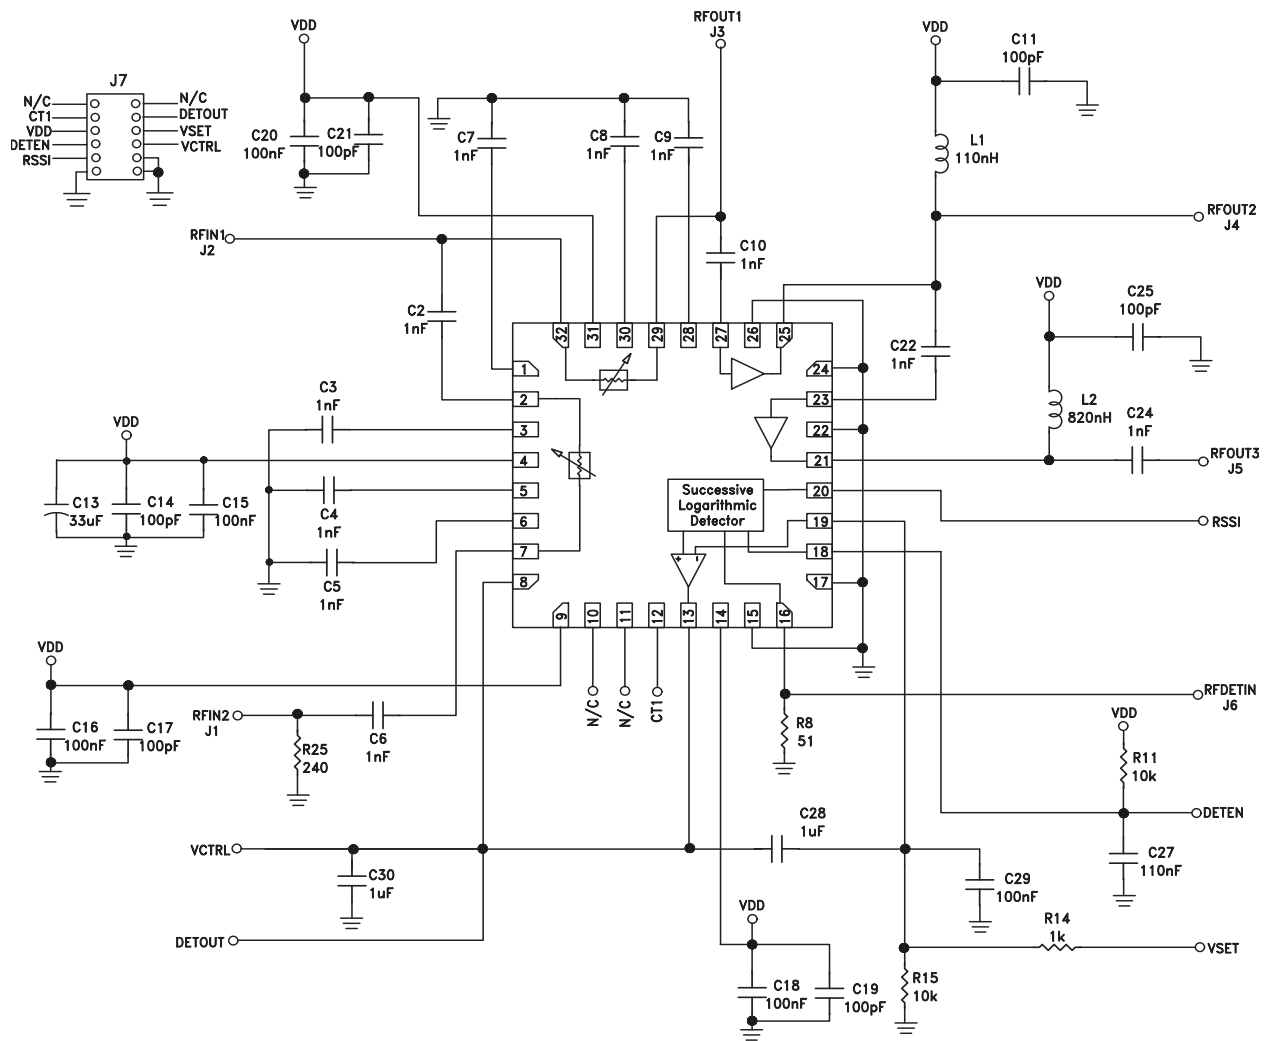 RFOUT1
J3
VDD
VDD
C11
100pF
J7
N/C
N/C
CT1
DETOUT
VDD
VSET
DETEN
VCTRL
RSSI
C20
100nF
C21
100pF
C7
1nF
C8
1nF
C9
1nF
L1
110nH
RFOUT2
J4
RFIN1
J2
C10
1nF
C2
1nF
VDD
C25
100pF
32
31
30
29
28
27
26
25
C22
1nF
1
24
C3
1nF
2
23
L2
820nH
C24
1nF
VDD
3
22
4
21
RFOUT3
J5
C13
33uF
C14
100pF
C15
100nF
C4
1nF
5
Successive
Logarithmic
Detector
20
6
19
RSSI
7
+ -
18
C5
1nF
8
17
9
10
11
12
13
14
15
16
VDD
N/C
N/C
CT1
RFDETIN
J6
RFIN2
J1
C16
100nF
C17
100pF
R25
240
C6
1nF
R8
51
VDD
R11
10k
C28
1uF
DETEN
VCTRL
C30
1uF
C27
110nF
C29
100nF
VDD
R14
1k
DETOUT
VSET
C18
100nF
C19
100pF
R15
10k